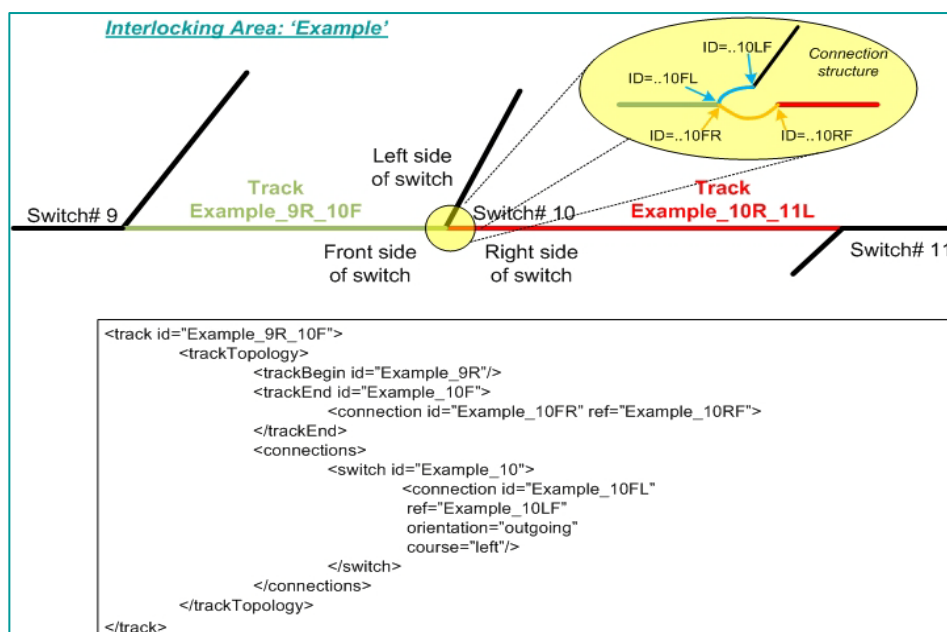 Interlocking Area: 'Example'
ID=..10LF
Connection
structure
ID=..10FL
ID=..10FR
ID=..10RF
Left side
of switch
Track
Example_9R_10F
Track
Example_10R_11L
Switch# 9
Switch# 10
Front side
of switch
Right side
of switch
Switch# 11
<track id="Example_9R_10F">
<trackTopology>
<trackBegin id="Example_9R"/>
<trackEnd id="Example_10F">
<connection id="Example_10FR" ref="Example_10RF">
</trackEnd>
<connections>
<switch id="Example_10">
<connection id="Example_10FL"
ref="Example_10LF"
orientation="outgoing"
course="left"/>
</switch>
</connections>
</trackTopology>
</track>